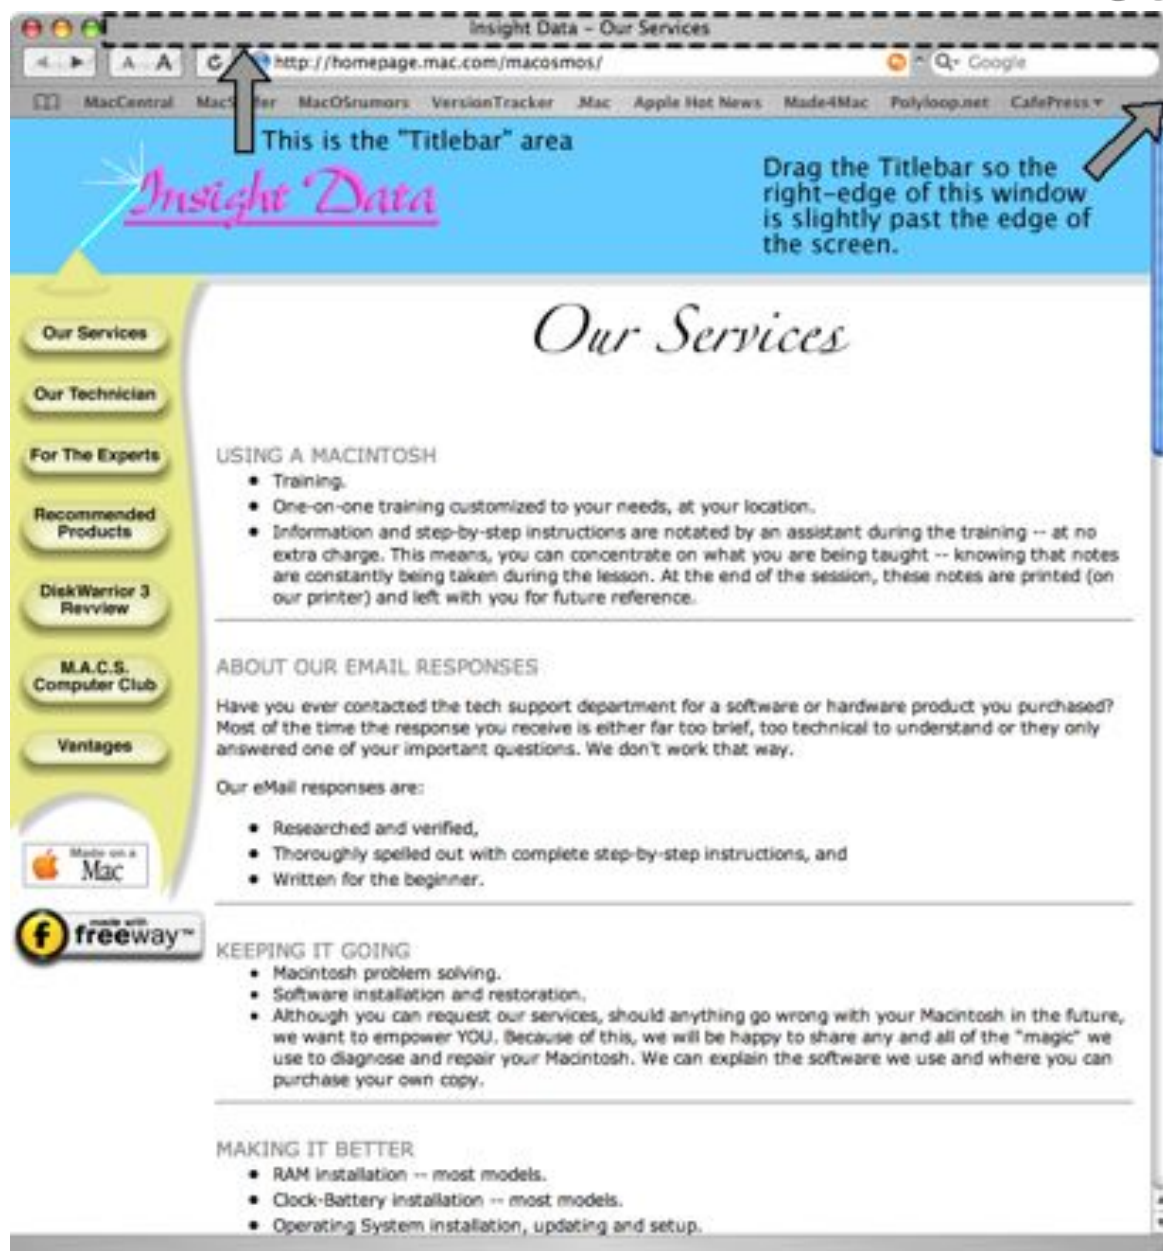 Insight Data – Our Services
A A
http://homepage.mac.com/macosmos/
Q- Google
MacCentral MacSurfer MacOSrumors VersionTracker .Mac Apple Hot News Made4Mac Polyloop.net CafePress
This is the "Titlebar" area
Drag the Titlebar so the
right-edge of this window
is slightly past the edge of
the screen.
Insight Data
Our Services
Our Technician
For The Experts
Recommended
Products
DiskWarrior 3
Revview
M.A.C.S.
Computer Club
Vantages
Made on a
Mac
made with
freeway™
Our Services
USING A MACINTOSH
• Training.
• One-on-one training customized to your needs, at your location.
• Information and step-by-step instructions are notated by an assistant during the training -- at no
extra charge. This means, you can concentrate on what you are being taught -- knowing that notes
are constantly being taken during the lesson. At the end of the session, these notes are printed (on
our printer) and left with you for future reference.
ABOUT OUR EMAIL RESPONSES
Have you ever contacted the tech support department for a software or hardware product you purchased?
Most of the time the response you receive is either far too brief, too technical to understand or they only
answered one of your important questions. We don't work that way.
Our eMail responses are:
• Researched and verified,
• Thoroughly spelled out with complete step-by-step instructions, and
• Written for the beginner.
KEEPING IT GOING
• Macintosh problem solving.
• Software installation and restoration.
• Although you can request our services, should anything go wrong with your Macintosh in the future,
we want to empower YOU. Because of this, we will be happy to share any and all of the "magic" we
use to diagnose and repair your Macintosh. We can explain the software we use and where you can
purchase your own copy.
MAKING IT BETTER
• RAM installation -- most models.
• Clock-Battery installation -- most models.
• Operating System installation, updating and setup.